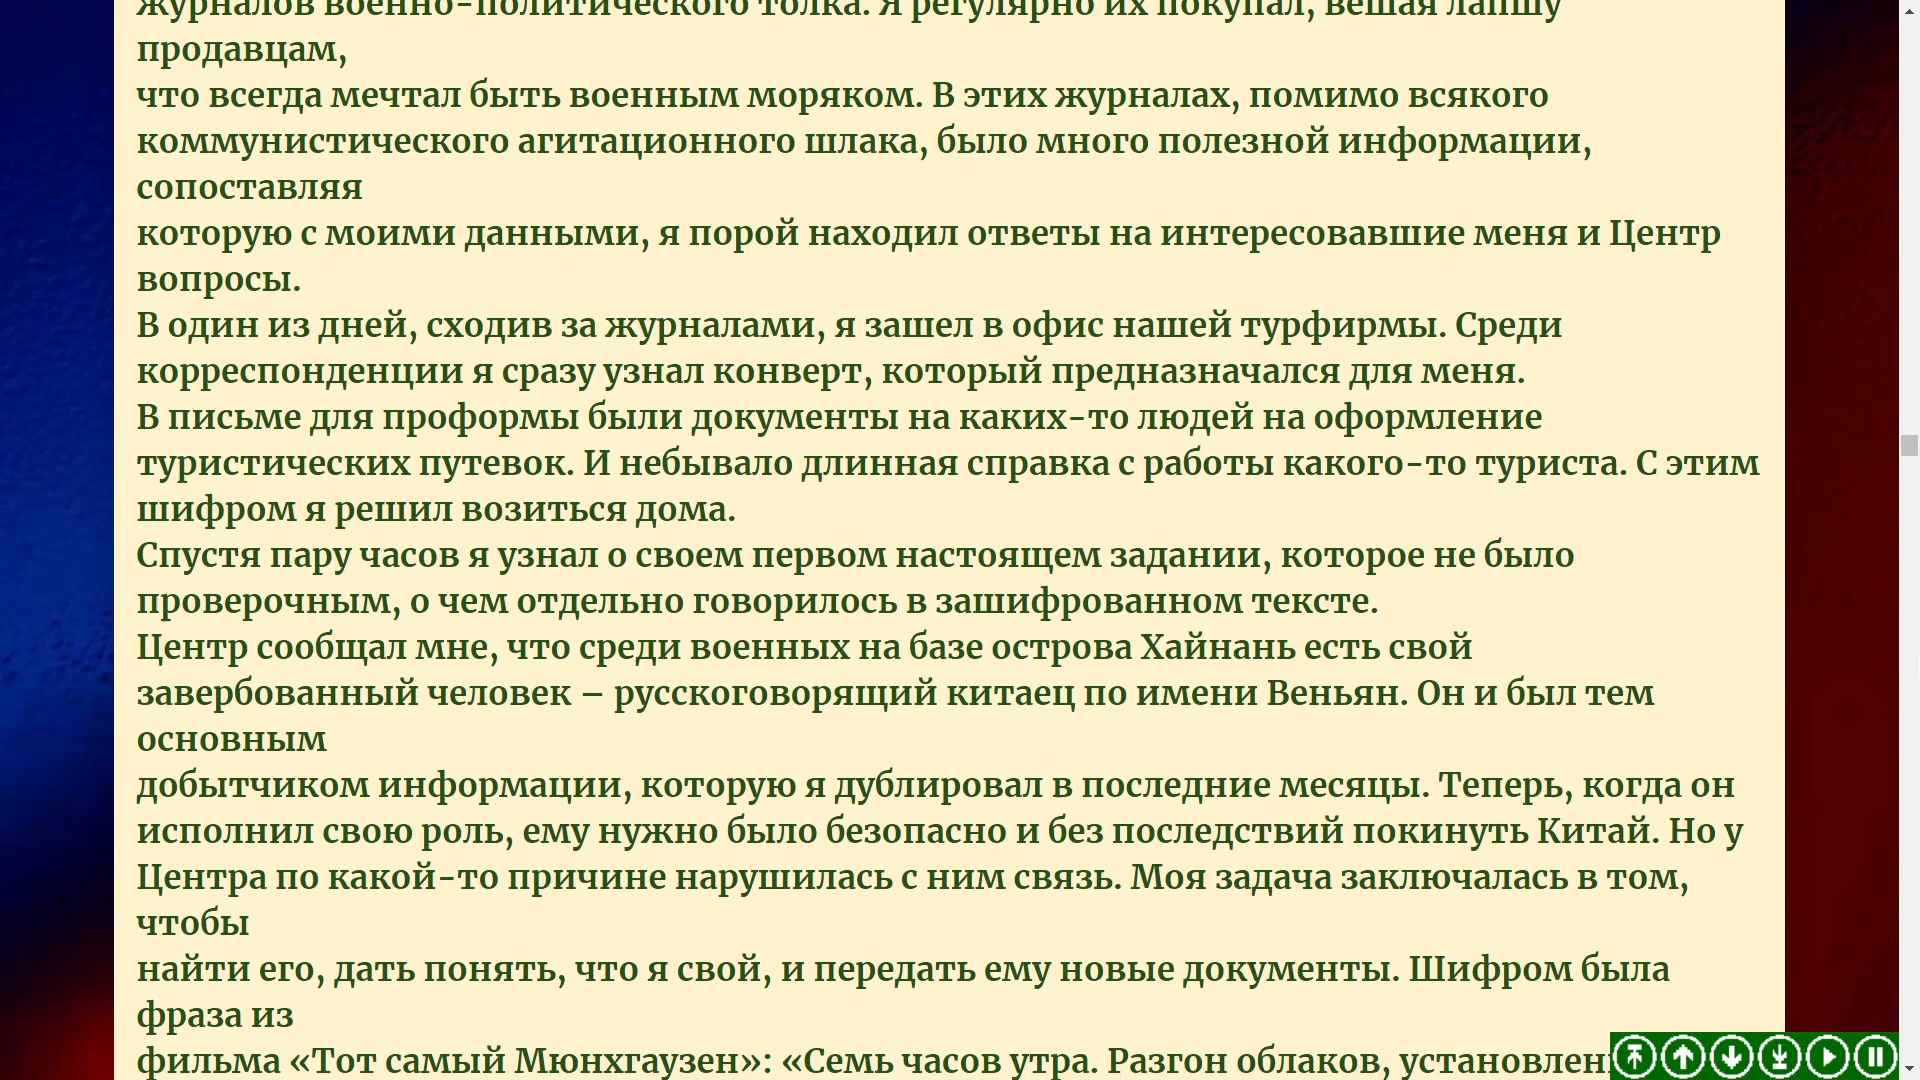 журналов военно-политического толка. Я регулярно их покупал, вешая лапшу
продавцам,
что всегда мечтал быть военным моряком. В этих журналах, помимо всякого
коммунистического агитационного шлака, было много полезной информации,
сопоставляя
которую с моими данными, я порой находил ответы на интересовавшие меня и Центр
вопросы.
В один из дней, сходив за журналами, я зашел в офис нашей турфирмы. Среди
корреспонденции я сразу узнал конверт, который предназначался для меня.
В письме для проформы были документы на каких-то людей на оформление
туристических путевок. И небывало длинная справка с работы какого-то туриста. С этим
шифром я решил возиться дома.
Спустя пару часов я узнал о своем первом настоящем задании, которое не было
проверочным, о чем отдельно говорилось в зашифрованном тексте.
Центр сообщал мне, что среди военных на базе острова Хайнань есть свой
завербованный человек – русскоговорящий китаец по имени Веньян. Он и был тем
основным
добытчиком информации, которую я дублировал в последние месяцы. Теперь, когда он
исполнил свою роль, ему нужно было безопасно и без последствий покинуть Китай. Но у
Центра по какой-то причине нарушилась с ним связь. Моя задача заключалась в том,
чтобы
найти его, дать понять, что я свой, и передать ему новые документы. Шифром была
фраза из
фильма «Тот самый Мюнхгаузен»: «Семь часов утра. Разгон облаков,